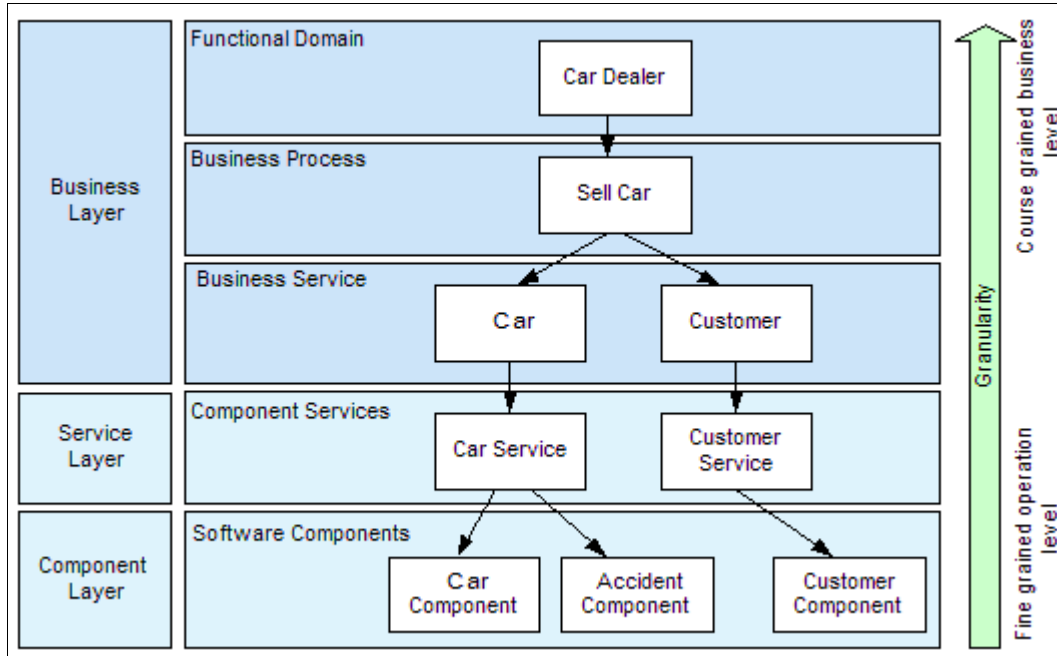 Functional Domain
Car Dealer
Business Process
Sell Car
Business
Layer
Business Service
Car
Customer
Component Services
Service
Layer
Car Service
Customer
Service
Software Components
Component
Layer
Car
Component
Accident
Component
Customer
Component
Granularity
Course grained business
level
Fine grained operation
level